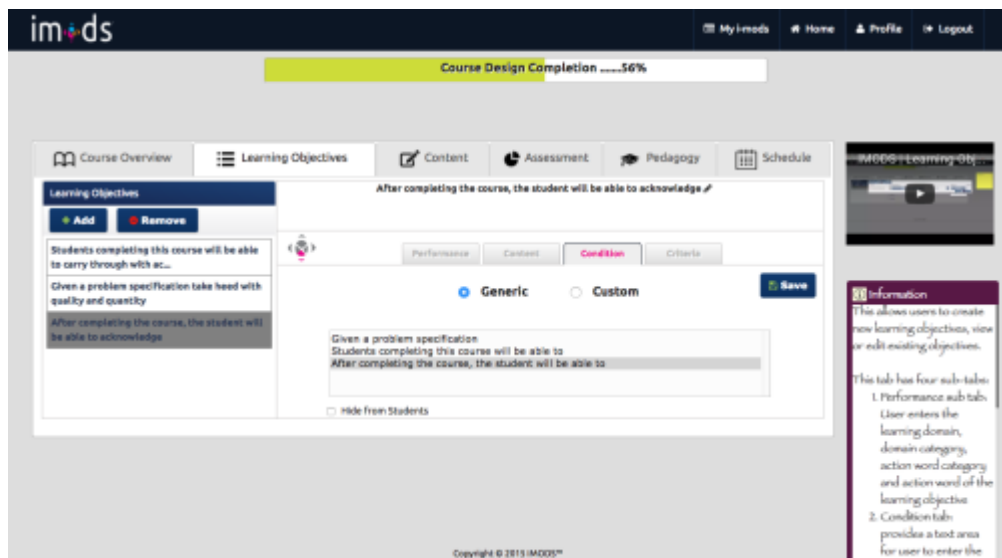 imods
My i-mods
Home
Profile
Logout
Course Design Completion ......56%
Course Overview
Learning Objectives
Content
Assessment
Pedagogy
Schedule
Learning Objectives
Add
Remove
Students completing this course will be able
to carry through with ac...
Given a problem specification take heed with
quality and quantity
After completing the course, the student will
be able to acknowledge
After completing the course, the student will be able to acknowledge
Performance
Content
Condition
Criteria
Generic
Custom
Save
Given a problem specification
Students completing this course will be able to
After completing the course, the student will be able to
Hide from Students
IMODS | Learning Obj...
Information
This allows users to create
new learning objectives, view
or edit existing objectives.
This tab has four sub-tabs:
1. Performance sub tab:
User enters the
learning domain,
domain category,
action word category
and action word of the
learning objective
2. Condition tab:
provides a text area
for user to enter the
Copyright © 2015 IMODS™